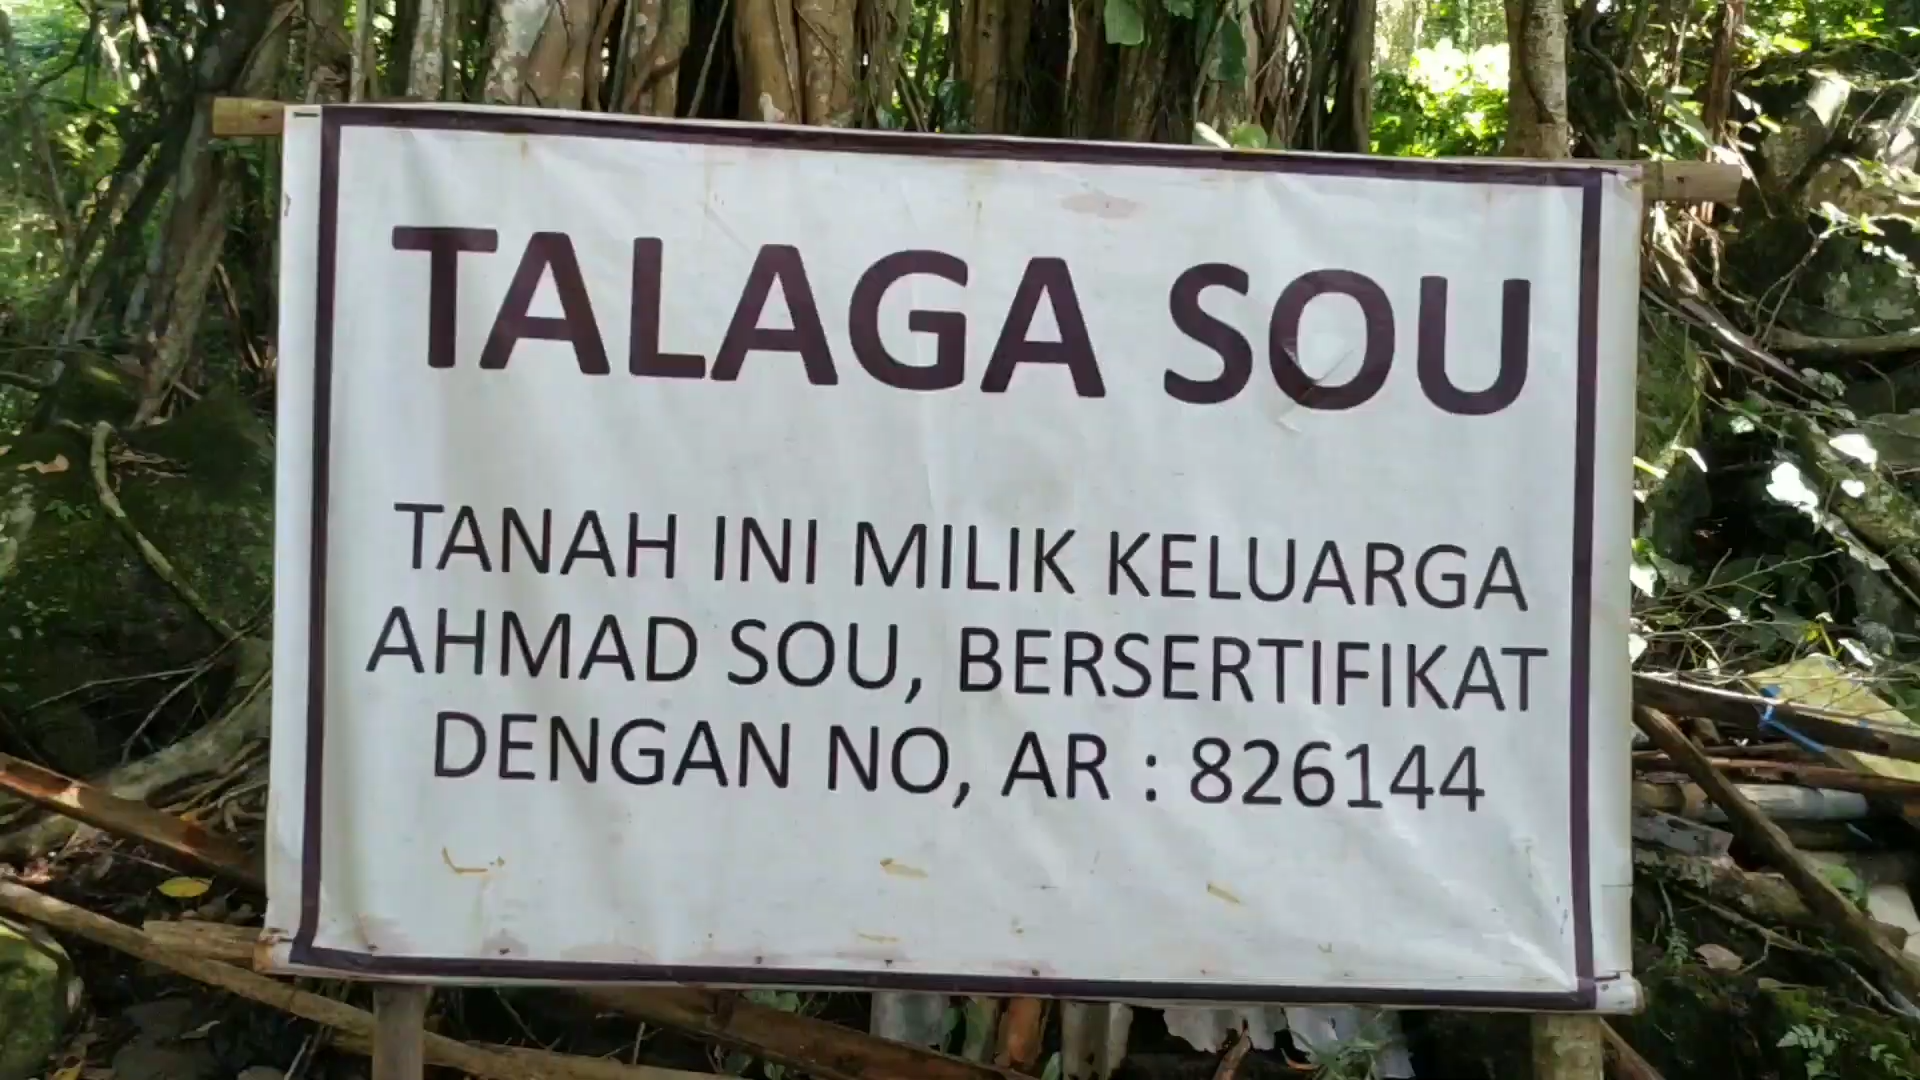 TALAGA SOU
TANAH INI MILIK KELUARGA
AHMAD SOU, BERSERTIFIKAT
DENGAN NO, AR : 826144